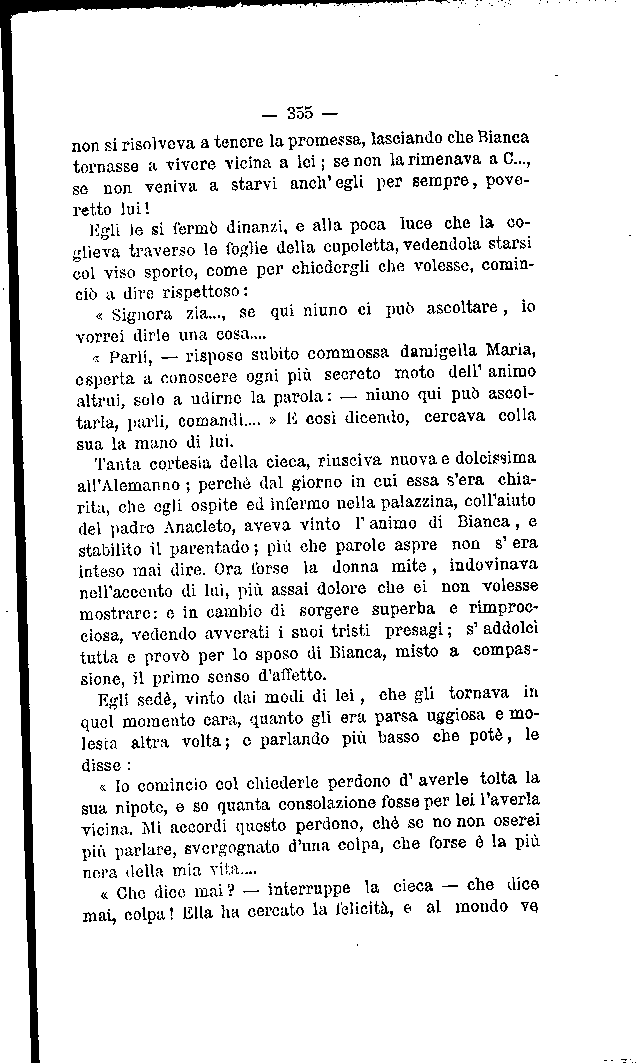 — 355 —
non si risolveva a tenere la promessa, lasciando che Bianca
tornasse a vivere vicina a lei; se non la rimenava a C...,
se non veniva a starvi anch'egli per sempre, pove-
retto lui!
Egli le si fermò dinanzi, e alla poca luce che la co-
glieva traverso le foglie della cupoletta, vedendola starsi
col viso sporto, come per chiedergli che volesse, comin-
ciò a dire rispettoso:
« Signora zia..., se qui niuno ci può ascoltare, io
vorrei dirle una cosa....
« Parli, — rispose subito commossa damigella Maria,
esperta a conoscere ogni più secreto moto dell'animo
altrui, solo a udirne la parola: — niuno qui può ascol-
tarla, parli, comandi.... » E così dicendo, cercava colla
sua la mano di lui.
Tanta cortesia della cieca, riusciva nuova e dolcissima
all'Alemanno; perchè dal giorno in cui essa s'era chia-
rita, che egli ospite ed infermo nella palazzina, coll'aiuto
del padre Anacleto, aveva vinto l'animo di Bianca, e
stabilito il parentado; più che parole aspre non s'era
inteso mai dire. Ora forse la donna mite, indovinava
nell'accento di lui, più assai dolore che ei non volesse
mostrare: e in cambio di sorgere superba e rimproc-
ciosa, vedendo avverati i suoi tristi presagi; s'addolcì
tutta e provò per lo sposo di Bianca, misto a compas-
sione, il primo senso d'affetto.
Egli sedè, vinto dai modi di lei, che gli tornava in
quel momento cara, quanto gli era parsa uggiosa e mo-
lesta altra volta; e parlando più basso che potè, le
disse:
« Io comincio col chiederle perdono d'averle tolta la
sua nipote, e so quanta consolazione fosse per lei l'averla
vicina. Mi accordi questo perdono, chè se no non oserei
più parlare, svergognato d'una colpa, che forse è la più
nera della mia vita....
« Che dice mai? — interruppe la cieca — che dice
mai, colpa! Ella ha cercato la felicità, e al mondo ve